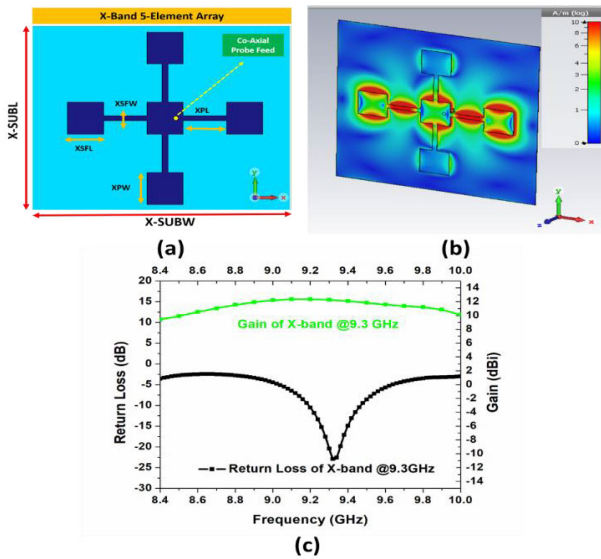 X-Band 5-Element Array
Co-Axial
Probe Feed
X-SUBL
XSFW
XPL
XSFL
XPW
y
x
X-SUBW
(a)
A/m (log)
10
8
6
4
1
0
y
z
x
(b)
8.4 8.6 8.8 9.0 9.2 9.4 9.6 9.8 10.0
20
15
10
5
0
-5
-10
-15
-20
-25
-30
Return Loss (dB)
14
12
10
8
6
4
2
0
-2
-4
-6
-8
-10
-12
-14
Gain (dBi)
Gain of X-band @9.3 GHz
Return Loss of X-band @9.3GHz
8.4 8.6 8.8 9.0 9.2 9.4 9.6 9.8 10.0
Frequency (GHz)
(c)